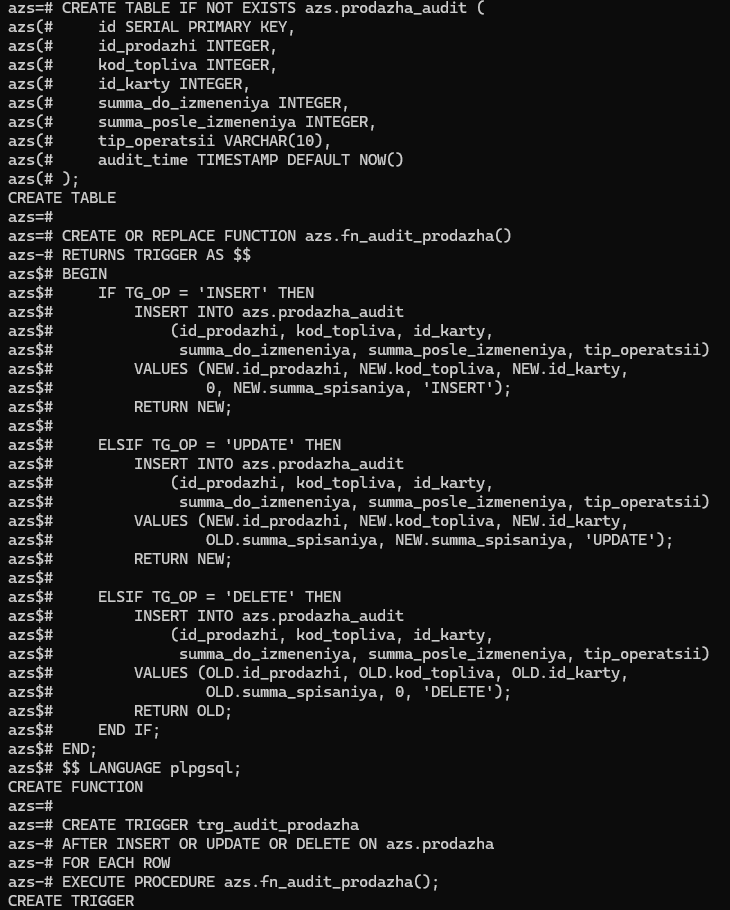 azs=# CREATE TABLE IF NOT EXISTS azs.prodazha_audit (
azs(#     id SERIAL PRIMARY KEY,
azs(#     id_prodazhi INTEGER,
azs(#     kod_topliva INTEGER,
azs(#     id_karty INTEGER,
azs(#     summa_do_izmeneniya INTEGER,
azs(#     summa_posle_izmeneniya INTEGER,
azs(#     tip_operatsii VARCHAR(10),
azs(#     audit_time TIMESTAMP DEFAULT NOW()
azs(# );
CREATE TABLE
azs=#
azs=# CREATE OR REPLACE FUNCTION azs.fn_audit_prodazha()
azs-# RETURNS TRIGGER AS $$
azs$# BEGIN
azs$#     IF TG_OP = 'INSERT' THEN
azs$#         INSERT INTO azs.prodazha_audit
azs$#             (id_prodazhi, kod_topliva, id_karty,
azs$#              summa_do_izmeneniya, summa_posle_izmeneniya, tip_operatsii)
azs$#         VALUES (NEW.id_prodazhi, NEW.kod_topliva, NEW.id_karty,
azs$#                 0, NEW.summa_spisaniya, 'INSERT');
azs$#         RETURN NEW;
azs$#
azs$#     ELSIF TG_OP = 'UPDATE' THEN
azs$#         INSERT INTO azs.prodazha_audit
azs$#             (id_prodazhi, kod_topliva, id_karty,
azs$#              summa_do_izmeneniya, summa_posle_izmeneniya, tip_operatsii)
azs$#         VALUES (NEW.id_prodazhi, NEW.kod_topliva, NEW.id_karty,
azs$#                 OLD.summa_spisaniya, NEW.summa_spisaniya, 'UPDATE');
azs$#         RETURN NEW;
azs$#
azs$#     ELSIF TG_OP = 'DELETE' THEN
azs$#         INSERT INTO azs.prodazha_audit
azs$#             (id_prodazhi, kod_topliva, id_karty,
azs$#              summa_do_izmeneniya, summa_posle_izmeneniya, tip_operatsii)
azs$#         VALUES (OLD.id_prodazhi, OLD.kod_topliva, OLD.id_karty,
azs$#                 OLD.summa_spisaniya, 0, 'DELETE');
azs$#         RETURN OLD;
azs$#     END IF;
azs$# END;
azs$# $$ LANGUAGE plpgsql;
CREATE FUNCTION
azs=#
azs=# CREATE TRIGGER trg_audit_prodazha
azs-# AFTER INSERT OR UPDATE OR DELETE ON azs.prodazha
azs-# FOR EACH ROW
azs-# EXECUTE PROCEDURE azs.fn_audit_prodazha();
CREATE TRIGGER